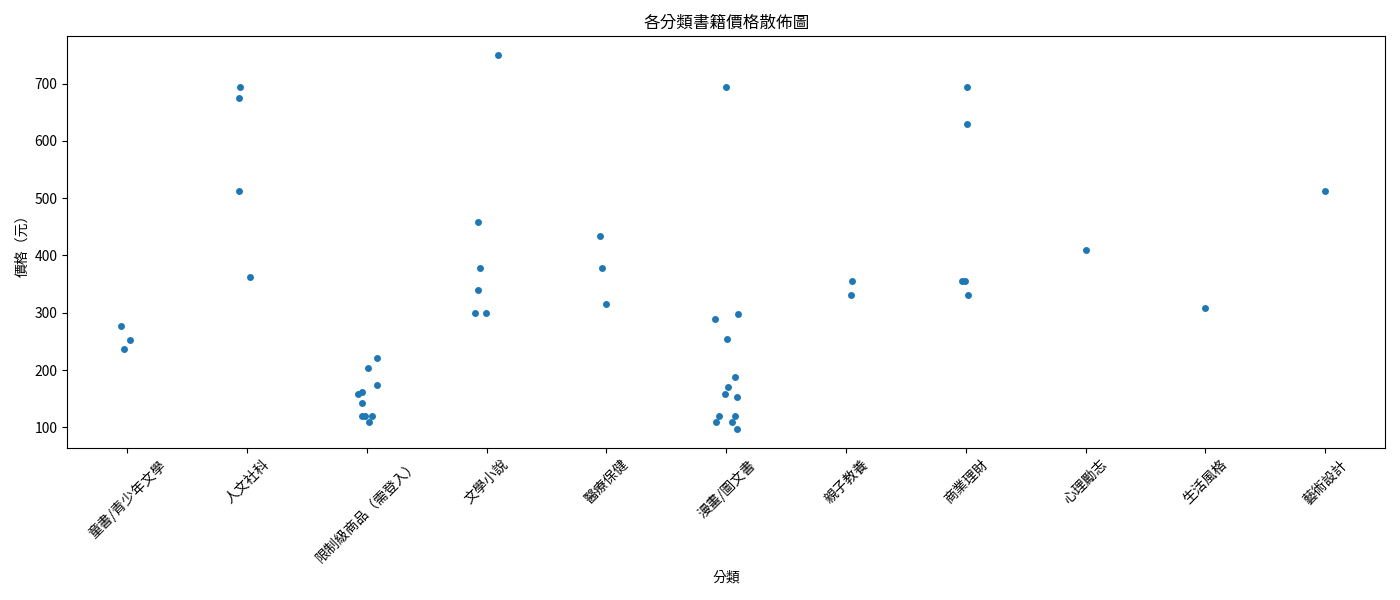 各分類書籍價格散佈圖
價格（元）
700
600
500
400
300
200
100
童書/青少年文學
人文社科
限制級商品（需登入）
文學小說
醫療保健
漫畫/圖文書
親子教養
商業理財
心理勵志
生活風格
藝術設計
分類